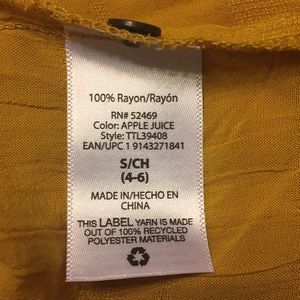 100% Rayon/Rayón
RN# 52469
Color: APPLE JUICE
Style: TTL39408
EAN/UPC 1 9143271841
S/CH
(4-6)
MADE IN/HECHO EN
CHINA
THIS LABEL YARN IS MADE
OUT OF 100% RECYCLED
POLYESTER MATERIALS